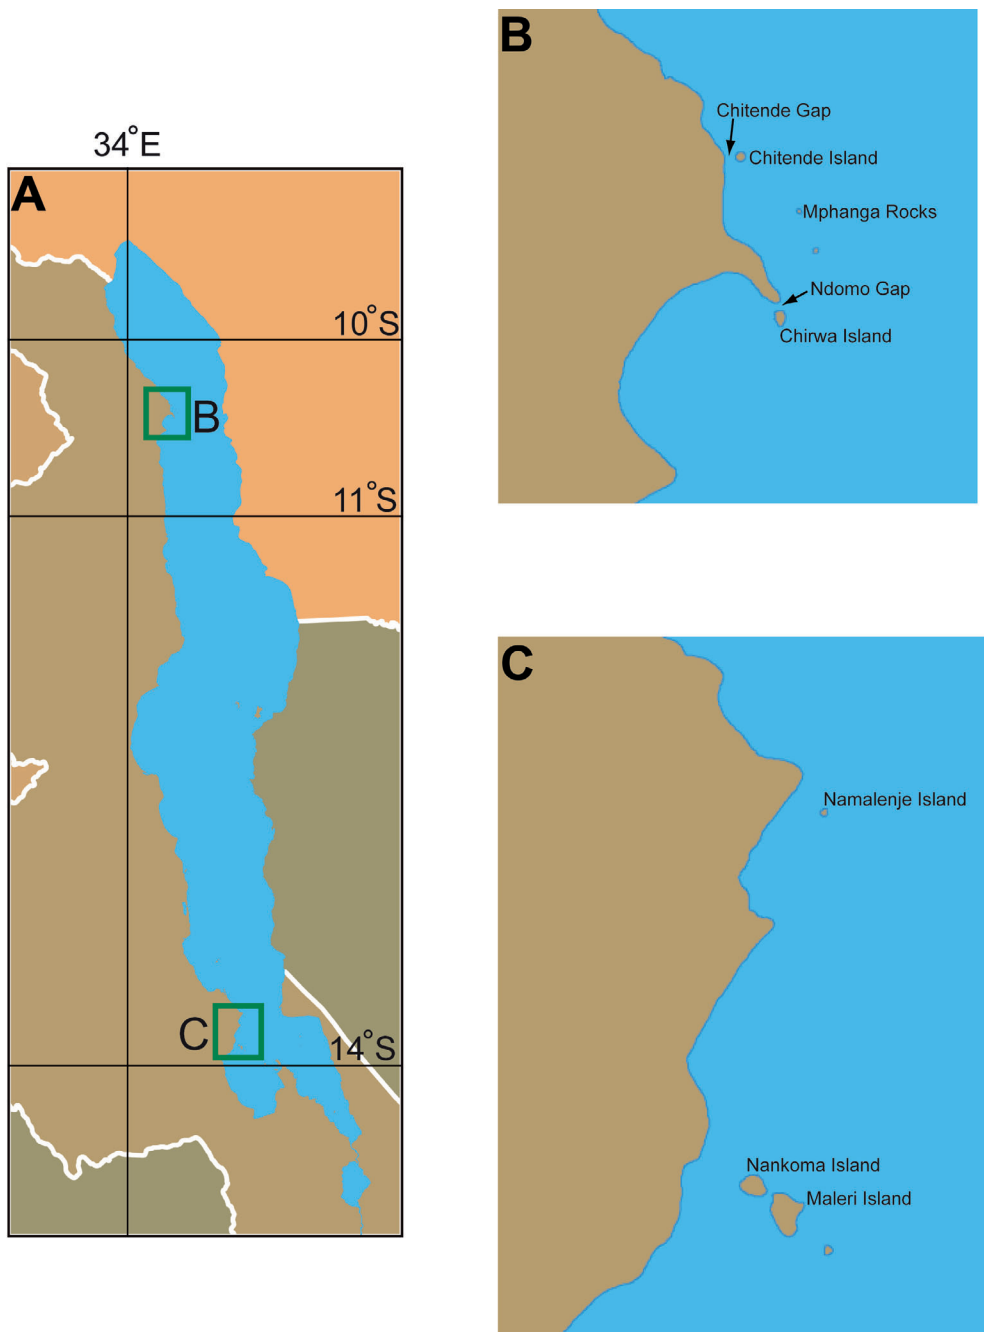 34°E
A
10°S
B
11°S
C
14°S
B
Chitende Gap
Chitende Island
Mphanga Rocks
Ndomo Gap
Chirwa Island
C
Namalenje Island
Nankoma Island
Maleri Island